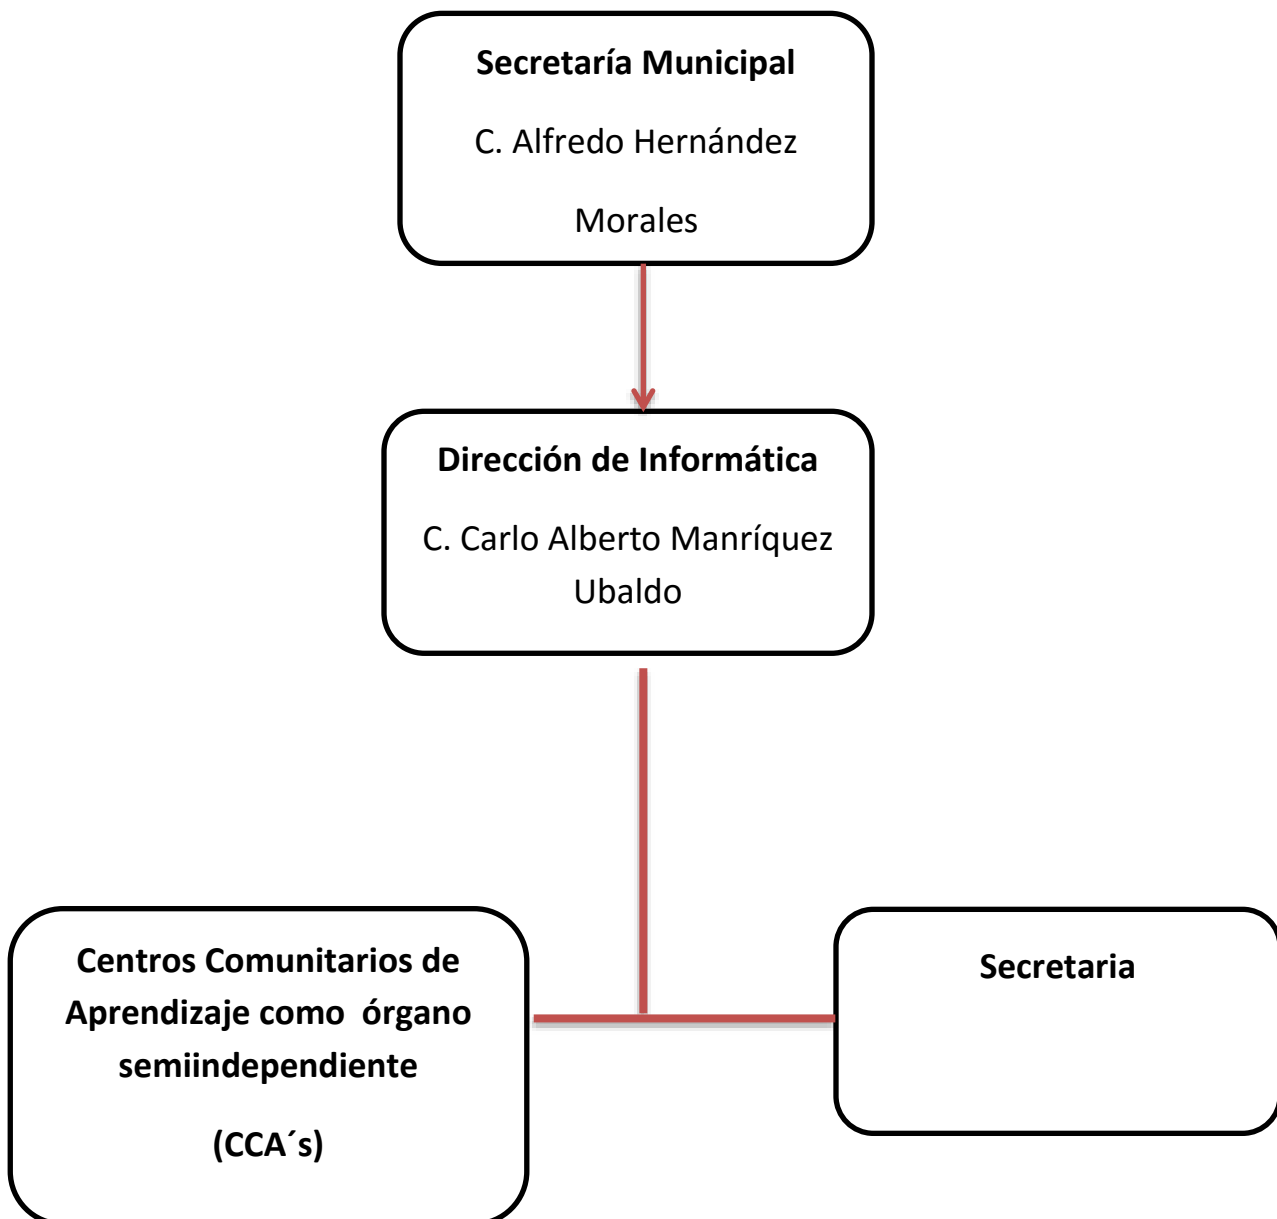 Secretaría Municipal
C. Alfredo Hernández
Morales
Dirección de Informática
C. Carlo Alberto Manríquez
Ubaldo
Centros Comunitarios de
Aprendizaje como  órgano
semiindependiente
(CCA´s)
Secretaria